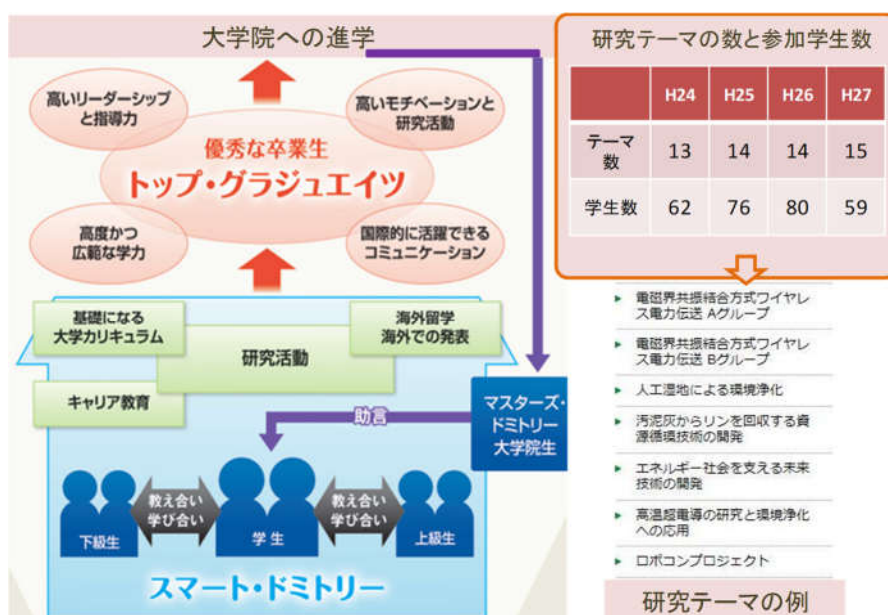 大学院への進学
高いリーダーシップ
と指導力
高いモチベーションと
研究活動
優秀な卒業生
トップ・グラジュエイツ
高度かつ
広範な学力
国際的に活躍できる
コミュニケーション
基礎になる
大学カリキュラム
研究活動
海外留学
海外での発表
キャリア教育
助言
マスターズ・
ドミトリー
大学院生
教え合い
学び合い
教え合い
学び合い
下級生
学生
上級生
スマート・ドミトリー
研究テーマの数と参加学生数
H24 H25 H26 H27
テーマ
数 13 14 14 15
学生数 62 76 80 59
電磁界共振結合方式ワイヤレ
ス電力伝送 Aグループ
電磁界共振結合方式ワイヤレ
ス電力伝送 Bグループ
人工湿地による環境浄化
汚泥灰からリンを回収する資
源循環技術の開発
エネルギー社会を支える未来
技術の開発
高温超電導の研究と環境浄化
への応用
ロボコンプロジェクト
研究テーマの例